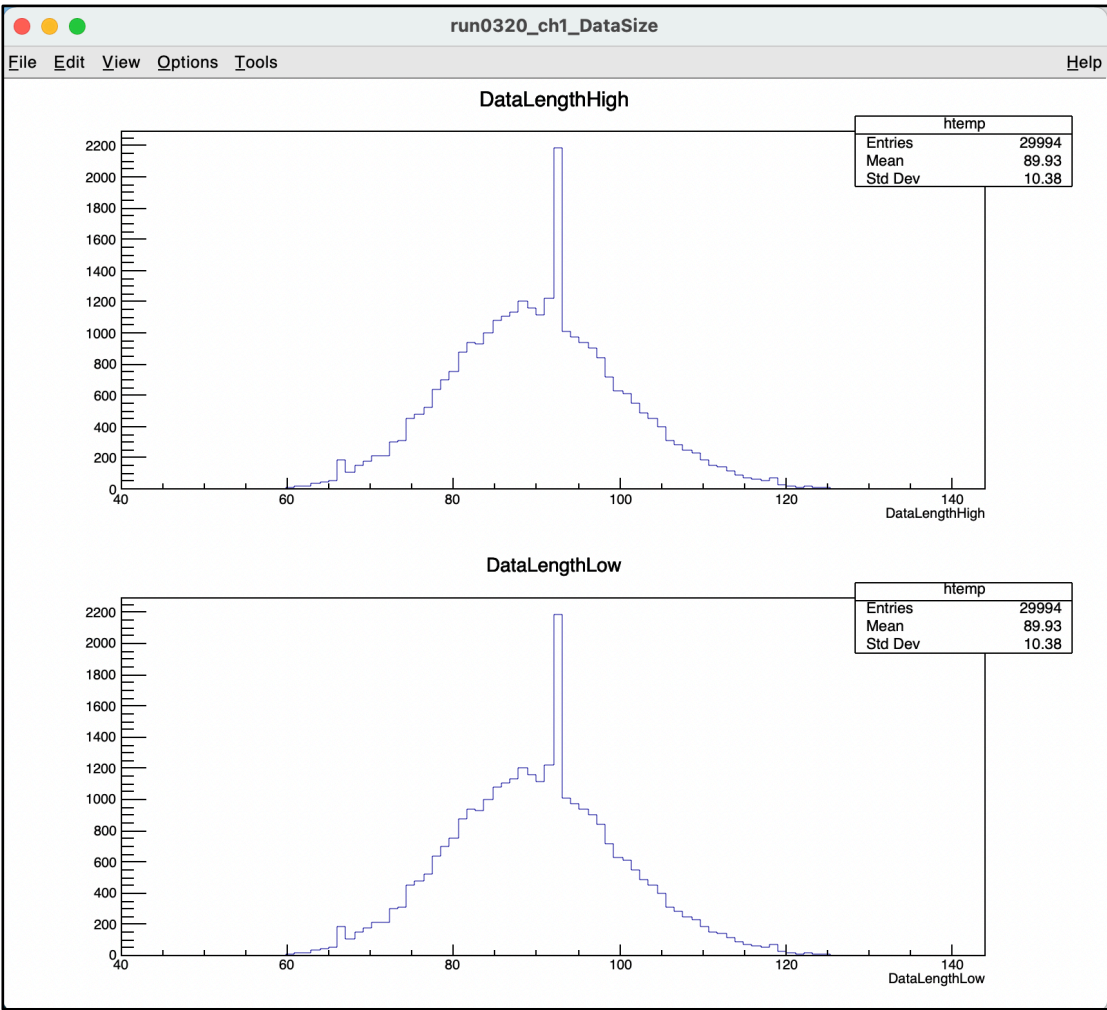 run0320_ch1_DataSize
File Edit View Options Tools Help
DataLengthHigh
htemp
Entries 29994
Mean 89.93
Std Dev 10.38
2200
2000
1800
1600
1400
1200
1000
800
600
400
200
0
40 60 80 100 120 140
DataLengthHigh
DataLengthLow
htemp
Entries 29994
Mean 89.93
Std Dev 10.38
2200
2000
1800
1600
1400
1200
1000
800
600
400
200
0
40 60 80 100 120 140
DataLengthLow